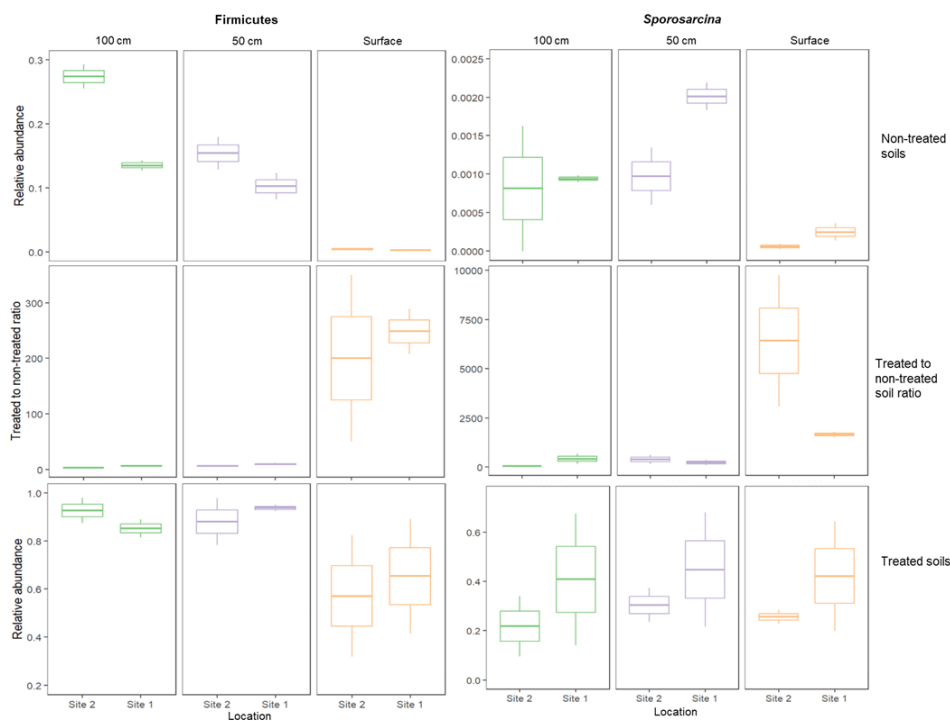 Firmicutes
Sporosarcina
100 cm 50 cm Surface
100 cm 50 cm Surface
Relative abundance
0.3
0.2
0.1
0.0
0.0025
0.0020
0.0015
0.0010
0.0005
0.0000
Non-treated
soils
Treated to non-treated ratio
300
200
100
0
10000
7500
5000
2500
0
Treated to
non-treated
soil ratio
Relative abundance
1.0
0.8
0.6
0.4
0.2
0.6
0.4
0.2
0.0
Treated soils
Site 2 Site 1 Site 2 Site 1 Site 2 Site 1
Location
Site 2 Site 1 Site 2 Site 1 Site 2 Site 1
Location